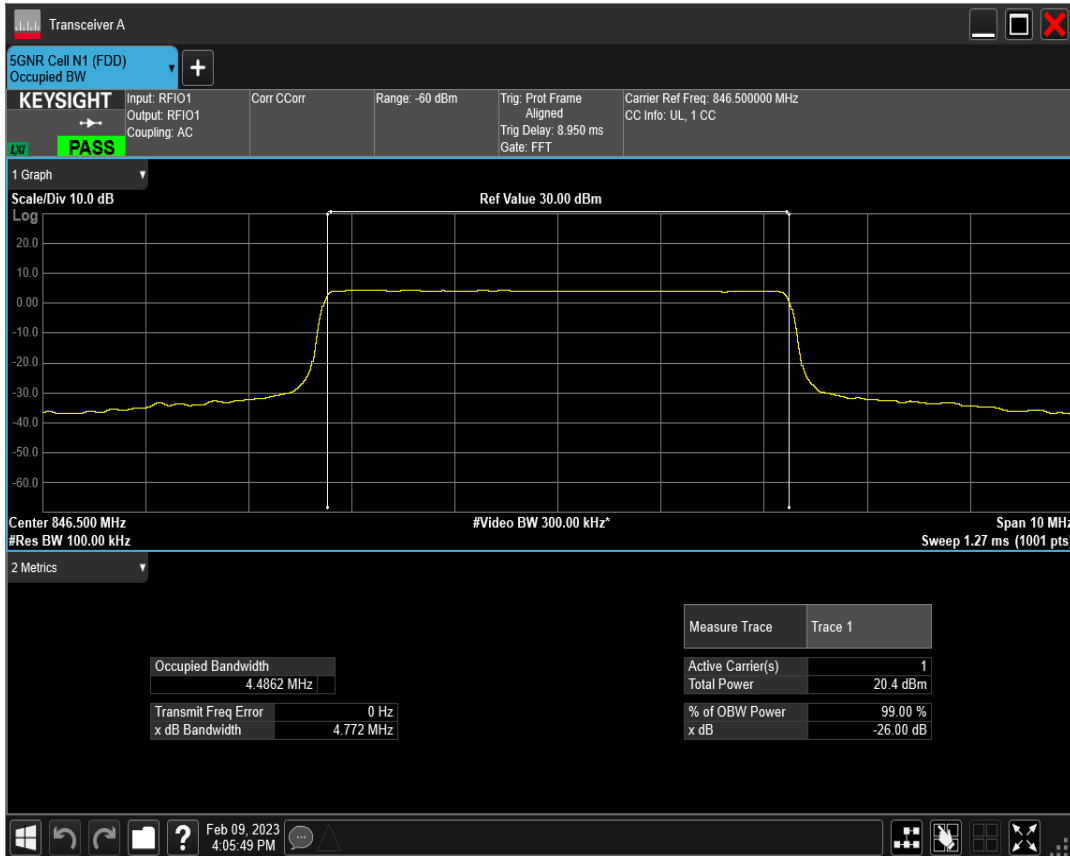 Transceiver A
5GNR Cell N1 (FDD)
Occupied BW
+
KEYSIGHT
LXI
PASS
Input: RFIO1
Output: RFIO1
Coupling: AC
Corr CCorr
Range: -60 dBm
Trig: Prot Frame
Aligned
Trig Delay: 8.950 ms
Gate: FFT
Carrier Ref Freq: 846.500000 MHz
CC Info: UL, 1 CC
1 Graph
Scale/Div 10.0 dB
Ref Value 30.00 dBm
Log
20.0
10.0
0.00
-10.0
-20.0
-30.0
-40.0
-50.0
-60.0
Center 846.500 MHz
#Video BW 300.00 kHz*
Span 10 MHz
#Res BW 100.00 kHz
Sweep 1.27 ms (1001 pts)
2 Metrics
Measure Trace Trace 1
Occupied Bandwidth
4.4862 MHz
Active Carrier(s) 1
Total Power 20.4 dBm
Transmit Freq Error 0 Hz
x dB Bandwidth 4.772 MHz
% of OBW Power 99.00 %
x dB -26.00 dB
?
Feb 09, 2023
4:05:49 PM